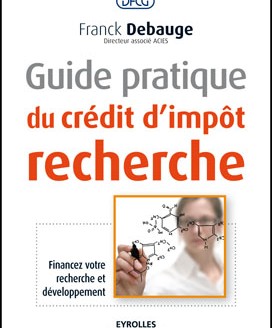 DFCG
Franck Debauge
Directeur associé ACIES
Guide pratique
du crédit d'impôt
recherche
Financez votre
recherche et
développement
EYROLLES